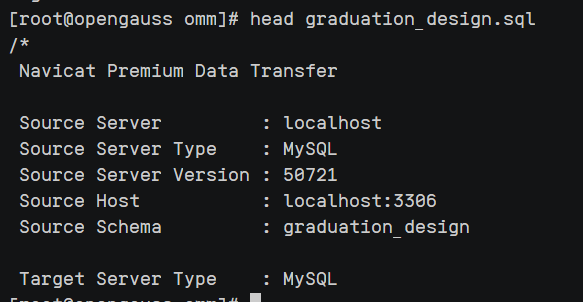 [root@opengauss omm]# head graduation_design.sql
/*
 Navicat Premium Data Transfer

 Source Server         : localhost
 Source Server Type    : MySQL
 Source Server Version : 50721
 Source Host           : localhost:3306
 Source Schema         : graduation_design

 Target Server Type    : MySQL
[root@opengauss omm]#